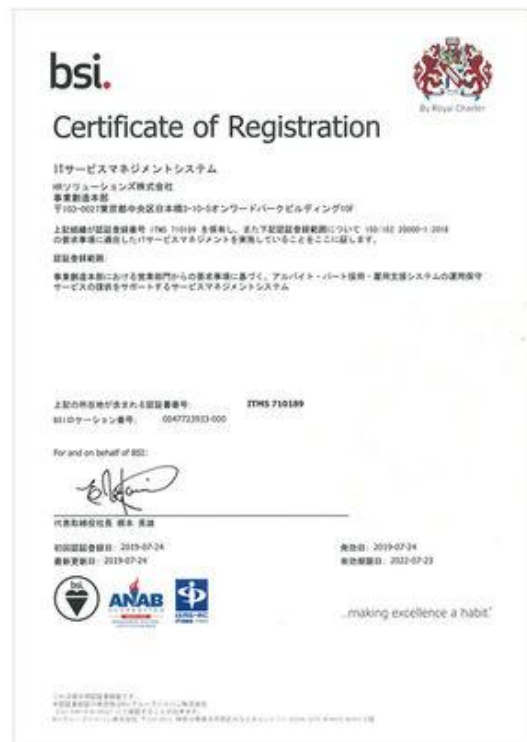 bsi.
By Royal Charter
Certificate of Registration
ITサービスマネジメントシステム
HRソリューションズ株式会社
事業創造本部
〒103-0027東京都中央区日本橋3-10-5オンワードパークビルディング10F
上記組織が認証登録番号 ITMS 710189 を保有し、また下記認証登録範囲について ISO/IEC 20000-1:2018
の要求事項に適合したITサービスマネジメントを実施していることをここに証します。
認証登録範囲:
事業創造本部における営業部門からの要求事項に基づく、アルバイト・パート採用・雇用支援システムの運用保守
サービスの提供をサポートするサービスマネジメントシステム
上記の所在地が含まれる認証書番号: ITMS 710189
BSIロケーション番号: 0047723933-000
For and on behalf of BSI:
代表取締役社長
初回認証登録日: 2019-07-24 発効日: 2019-07-24
最新更新日: 2019-07-24 有効期限日: 2022-07-23
bsi.
ANAB
ACCREDITED
ISMS-AC
...making excellence a habit.